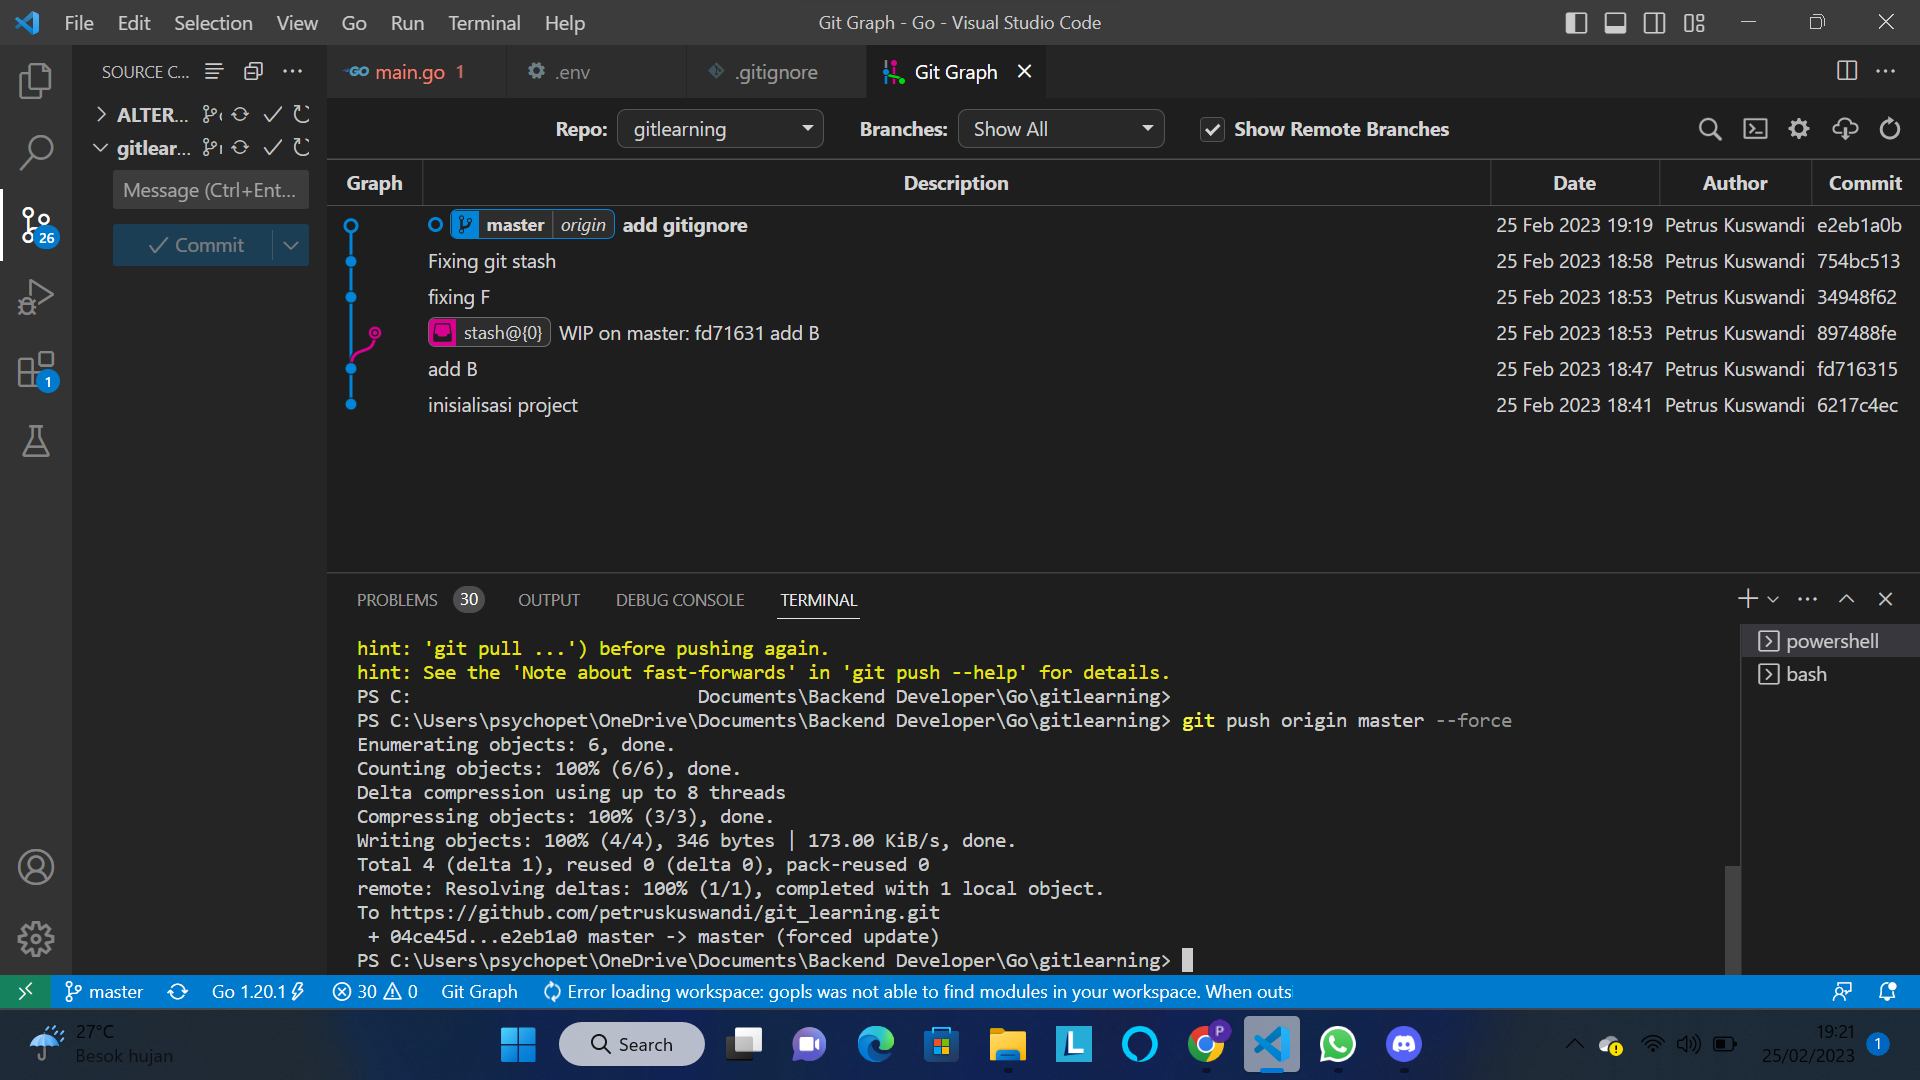 File Edit Selection View Go Run Terminal Help
Git Graph - Go - Visual Studio Code
SOURCE C...
main.go 1
.env
.gitignore
Git Graph
ALTER...
gitlear...
Message (Ctrl+Ent...
Commit
26
1
Repo: gitlearning
Branches: Show All
Show Remote Branches
Graph Description Date Author Commit
master origin add gitignore 25 Feb 2023 19:19 Petrus Kuswandi e2eb1a0b
Fixing git stash 25 Feb 2023 18:58 Petrus Kuswandi 754bc513
fixing F 25 Feb 2023 18:53 Petrus Kuswandi 34948f62
stash@{0} WIP on master: fd71631 add B 25 Feb 2023 18:53 Petrus Kuswandi 897488fe
add B 25 Feb 2023 18:47 Petrus Kuswandi fd716315
inisialisasi project 25 Feb 2023 18:41 Petrus Kuswandi 6217c4ec
PROBLEMS 30 OUTPUT DEBUG CONSOLE TERMINAL
hint: 'git pull ...') before pushing again.
hint: See the 'Note about fast-forwards' in 'git push --help' for details.
PS C: Documents\Backend Developer\Go\gitlearning>
PS C:\Users\psychopet\OneDrive\Documents\Backend Developer\Go\gitlearning> git push origin master --force
Enumerating objects: 6, done.
Counting objects: 100% (6/6), done.
Delta compression using up to 8 threads
Compressing objects: 100% (3/3), done.
Writing objects: 100% (4/4), 346 bytes | 173.00 KiB/s, done.
Total 4 (delta 1), reused 0 (delta 0), pack-reused 0
remote: Resolving deltas: 100% (1/1), completed with 1 local object.
To https://github.com/petruskuswandi/git_learning.git
+ 04ce45d...e2eb1a0 master -> master (forced update)
PS C:\Users\psychopet\OneDrive\Documents\Backend Developer\Go\gitlearning>
powershell
bash
master Go 1.20.1 30 0 Git Graph Error loading workspace: gopls was not able to find modules in your workspace. When outs
27°C
Besok hujan
Search
L
P
19:21
25/02/2023
1